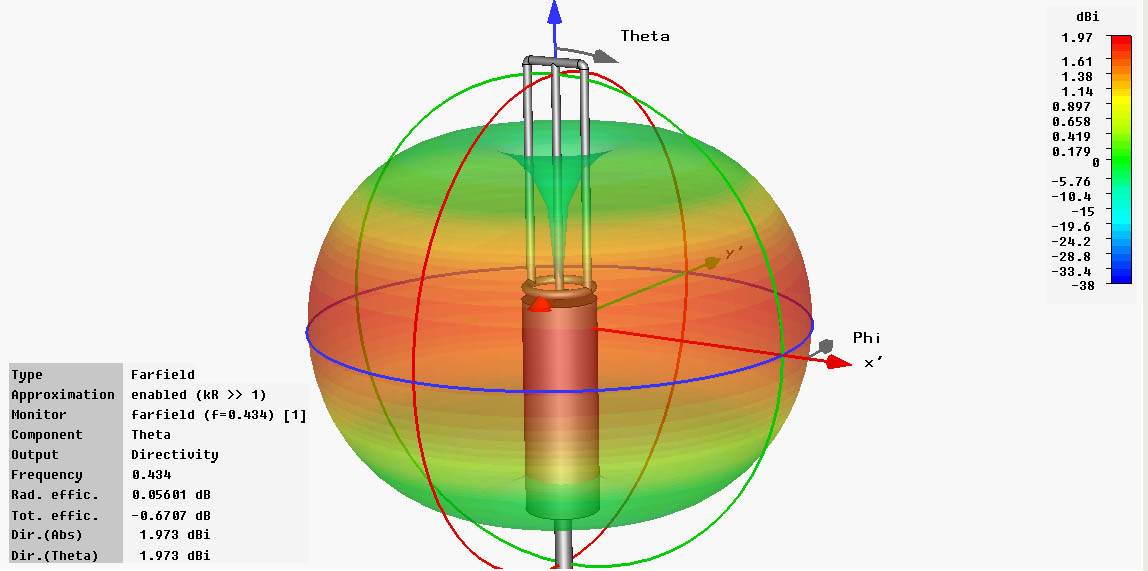 dBi
Theta
1.97
1.61
1.38
1.14
0.897
0.658
0.419
0.179
0
-5.76
-10.4
-15
-19.6
-24.2
-28.8
-33.4
-38
y'
Phi
x'
Type Farfield
Approximation enabled (kR >> 1)
Monitor farfield (f=0.434) [1]
Component Theta
Output Directivity
Frequency 0.434
Rad. effic. 0.05601 dB
Tot. effic. -0.6707 dB
Dir.(Abs) 1.973 dBi
Dir.(Theta) 1.973 dBi